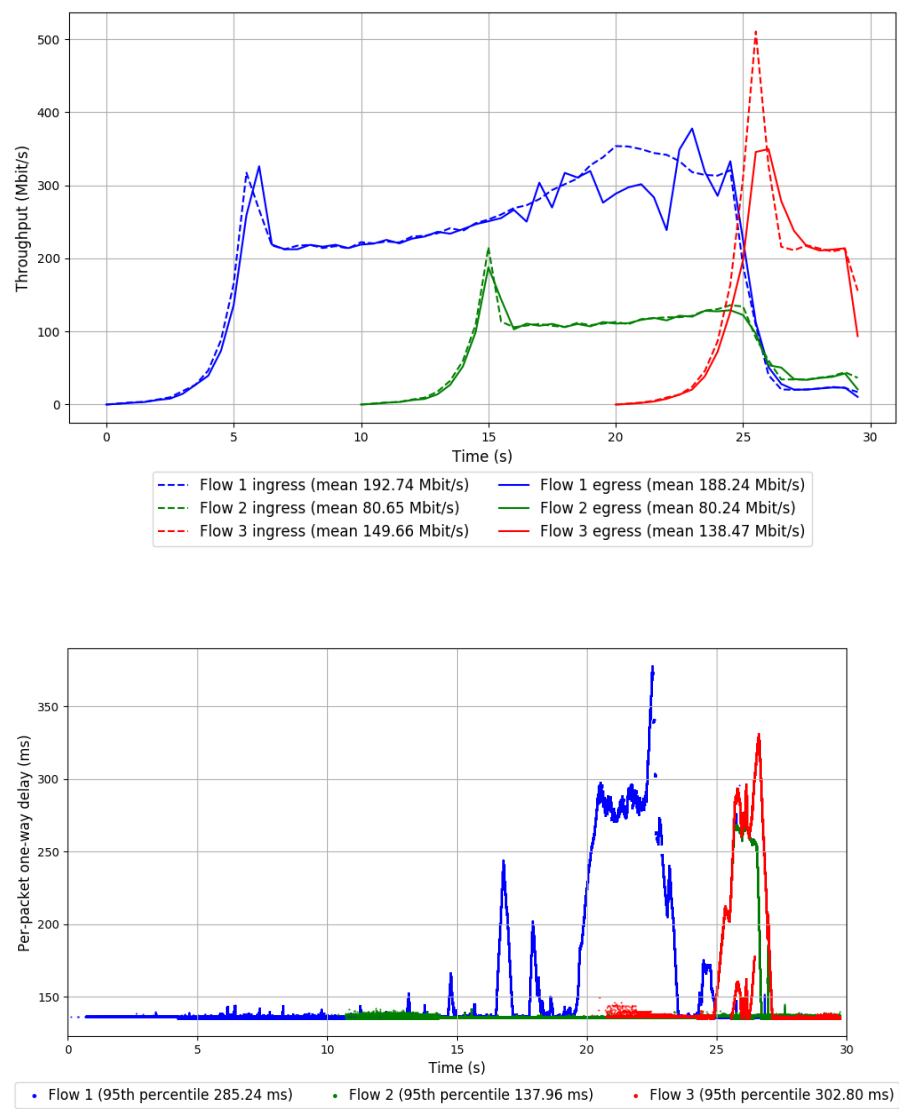 500
400
300
200
100
0
Throughput (Mbit/s)
0 5 10 15 20 25 30
Time (s)
Flow 1 ingress (mean 192.74 Mbit/s) Flow 1 egress (mean 188.24 Mbit/s)
Flow 2 ingress (mean 80.65 Mbit/s) Flow 2 egress (mean 80.24 Mbit/s)
Flow 3 ingress (mean 149.66 Mbit/s) Flow 3 egress (mean 138.47 Mbit/s)
350
300
250
200
150
Per-packet one-way delay (ms)
0 5 10 15 20 25 30
Time (s)
Flow 1 (95th percentile 285.24 ms) Flow 2 (95th percentile 137.96 ms) Flow 3 (95th percentile 302.80 ms)